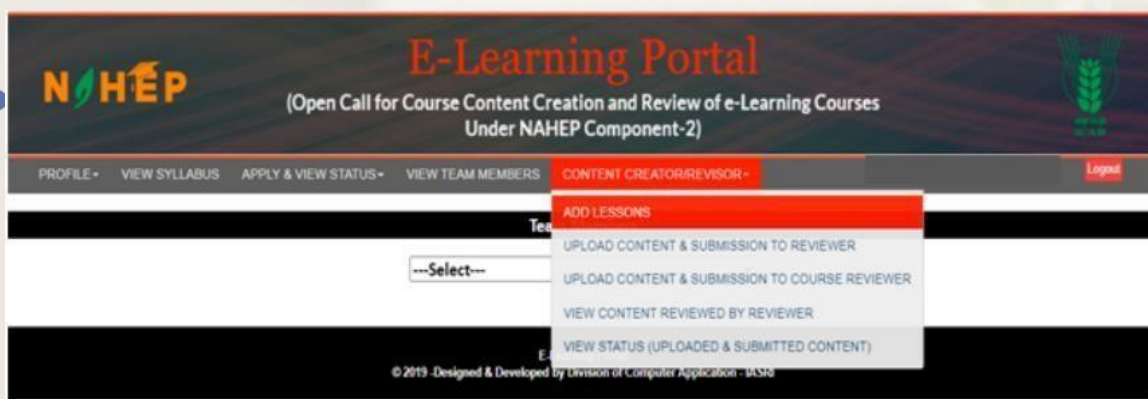 NAHEP
E-Learning Portal
(Open Call for Course Content Creation and Review of e-Learning Courses
Under NAHEP Component-2)
PROFILE VIEW SYLLABUS APPLY & VIEW STATUS VIEW TEAM MEMBERS CONTENT CREATOR/REVISOR Logout
ADD LESSONS
UPLOAD CONTENT & SUBMISSION TO REVIEWER
---Select---
UPLOAD CONTENT & SUBMISSION TO COURSE REVIEWER
VIEW CONTENT REVIEWED BY REVIEWER
VIEW STATUS (UPLOADED & SUBMITTED CONTENT)
© 2019 -Designed & Developed by Division of Computer Application - IASRI